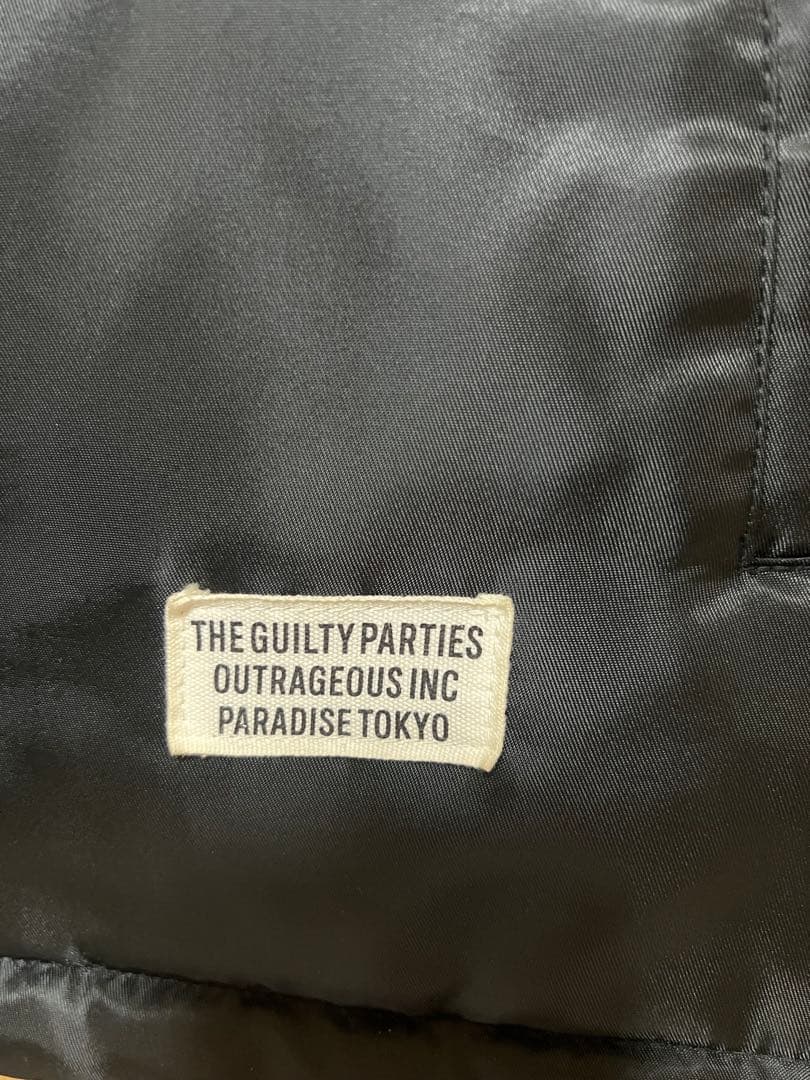 THE GUILTY PARTIES
OUTRAGEOUS INC
PARADISE TOKYO